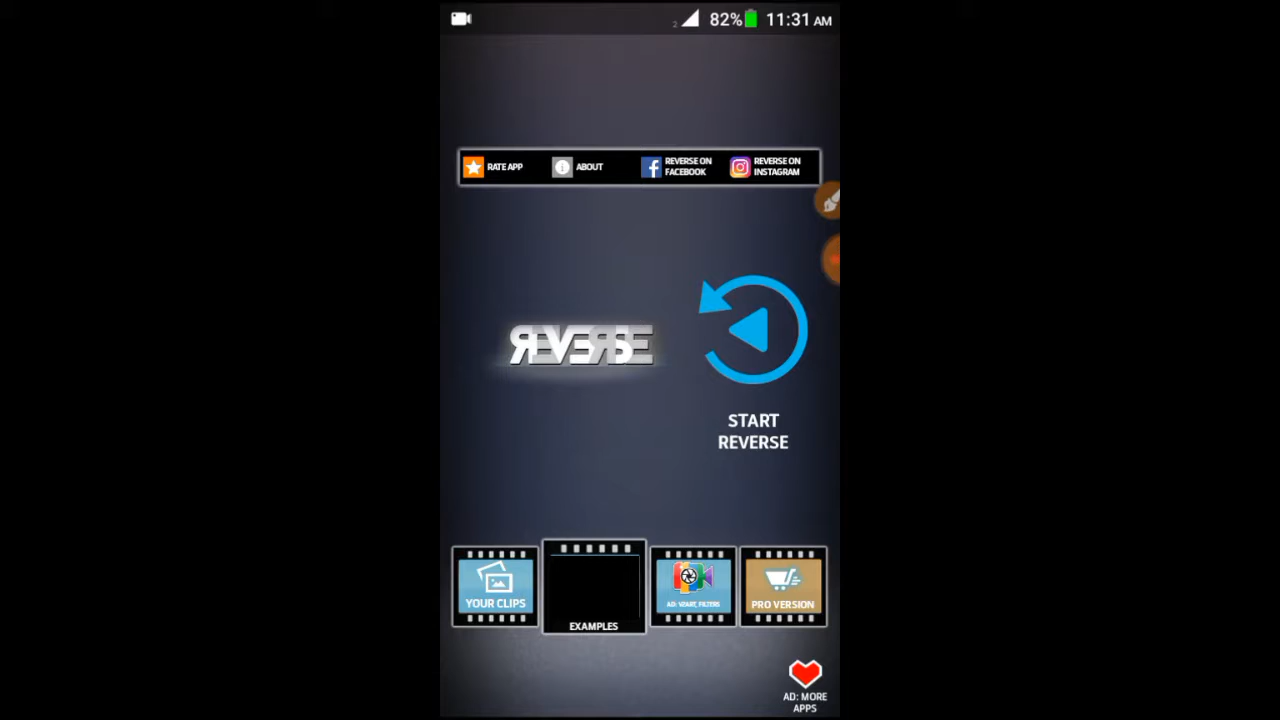 2 82% 11:31 AM
RATE APP
ABOUT
REVERSE ON
FACEBOOK
REVERSE ON
INSTAGRAM
REVERSE
START
REVERSE
YOUR CLIPS
EXAMPLES
AD: VIZART, FILTERS
PRO VERSION
AD: MORE
APPS